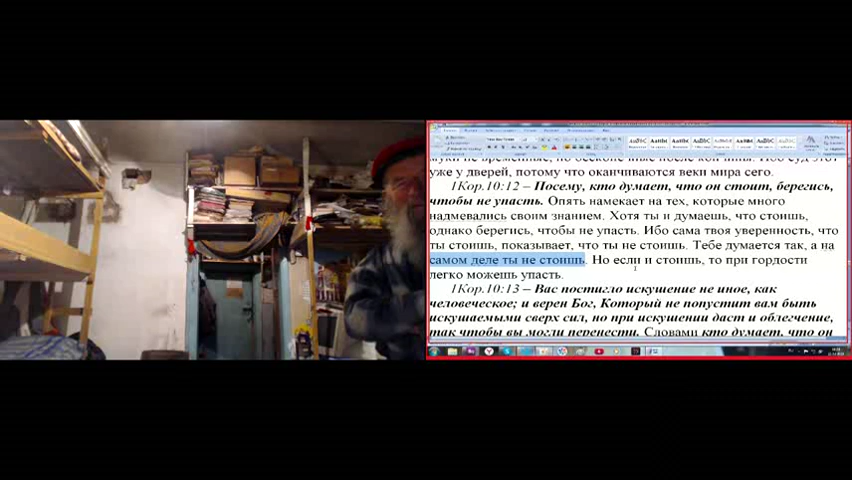 уже у дверей, потому что оканчиваются веки мира сего.
1Кор.10:12 – Посему, кто думает, что он стоит, берегись,
чтобы не упасть. Опять намекает на тех, которые много
надмевались своим знанием. Хотя ты и думаешь, что стоишь,
однако берегись, чтобы не упасть. Ибо сама твоя уверенность, что
ты стоишь, показывает, что ты не стоишь. Тебе думается так, а на
самом деле ты не стоишь. Но если и стоишь, то при гордости
легко можешь упасть.
1Кор.10:13 – Вас постигло искушение не иное, как
человеческое; и верен Бог, Который не попустит вам быть
искушаемыми сверх сил, но при искушении даст и облегчение,
так чтобы вы могли перенести. Словами кто думает, что он